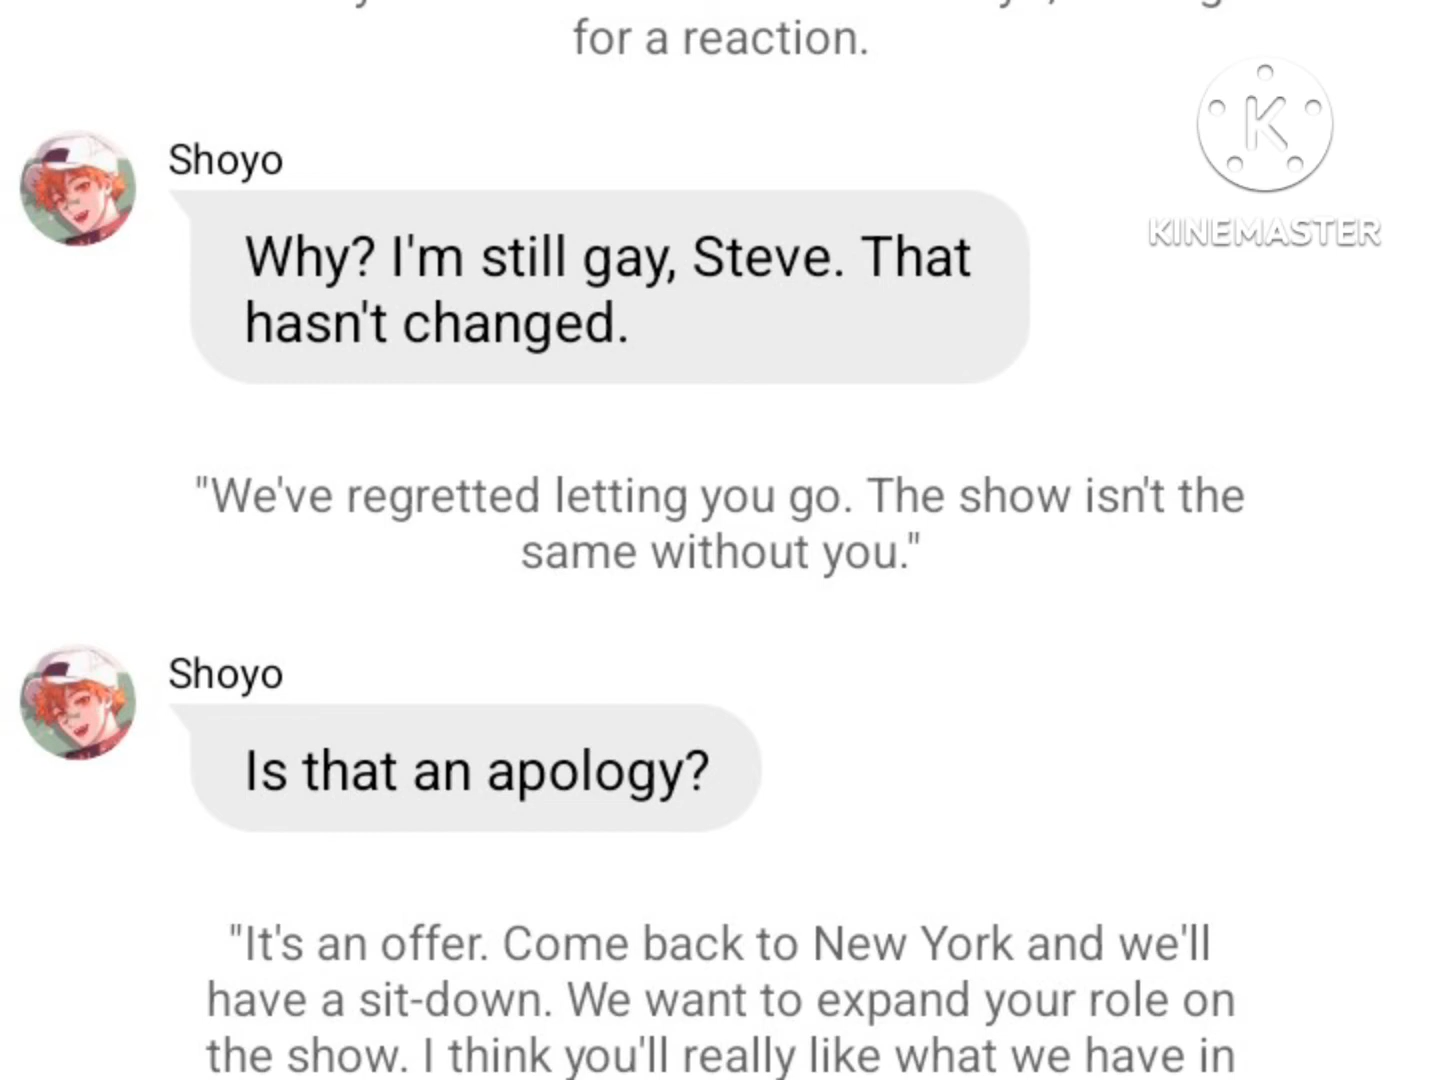 for a reaction.
K
KINEMASTER
Shoyo
Why? I'm still gay, Steve. That
hasn't changed.
"We've regretted letting you go. The show isn't the
same without you."
Shoyo
Is that an apology?
"It's an offer. Come back to New York and we'll
have a sit-down. We want to expand your role on
the show. I think you'll really like what we have in